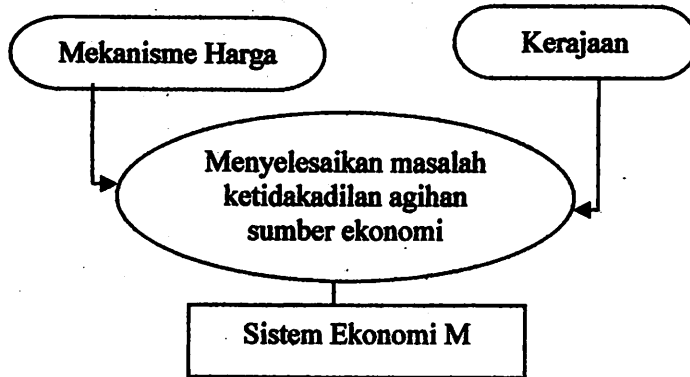 Mekanisme Harga
Kerajaan
Menyelesaikan masalah
ketidakadilan agihan
sumber ekonomi
Sistem Ekonomi M